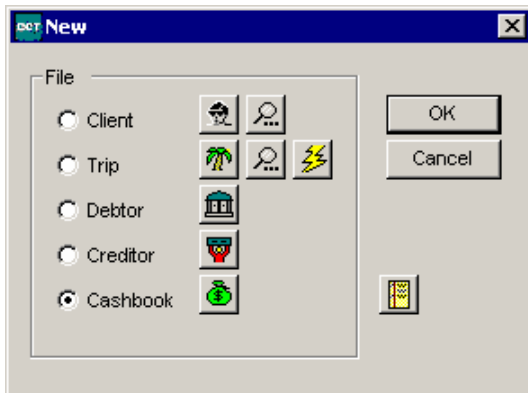 New
File
Client
Trip
Debtor
Creditor
Cashbook
OK
Cancel